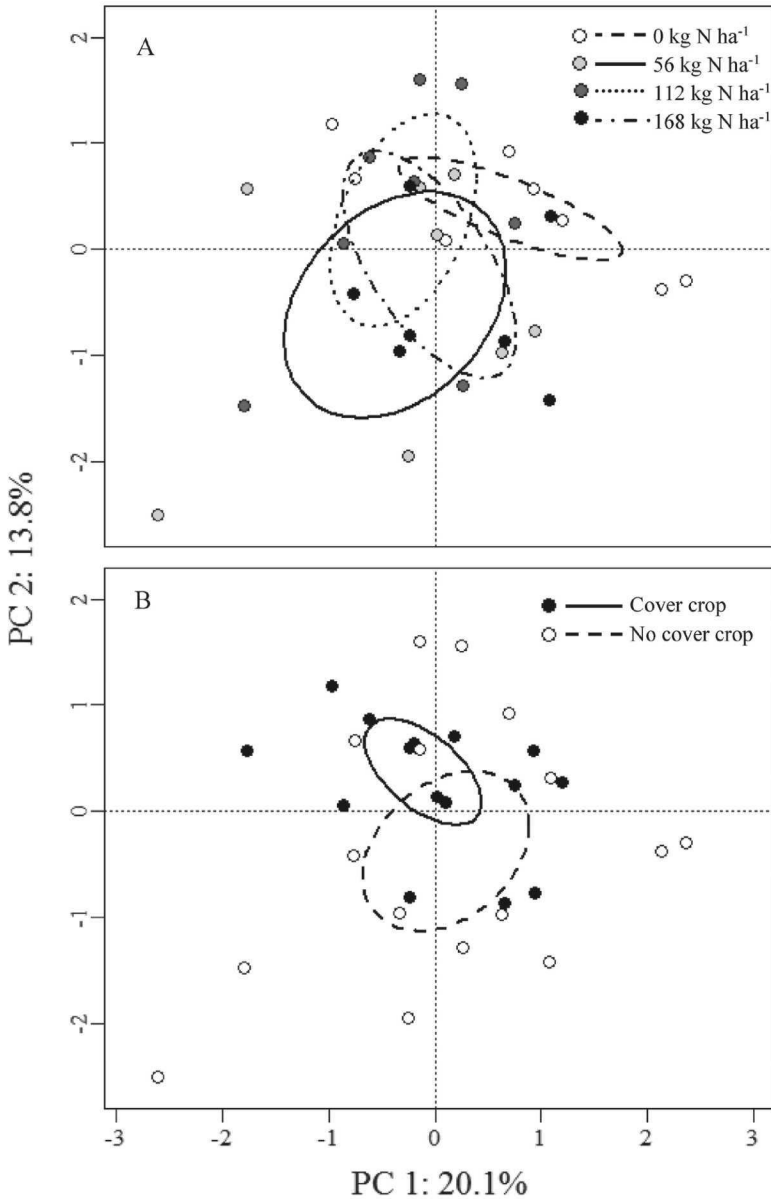 A
0 kg N ha⁻¹
56 kg N ha⁻¹
112 kg N ha⁻¹
168 kg N ha⁻¹
2
1
0
-1
-2
PC 2: 13.8%
B
Cover crop
No cover crop
2
1
0
-1
-2
-3 -2 -1 0 1 2 3
PC 1: 20.1%